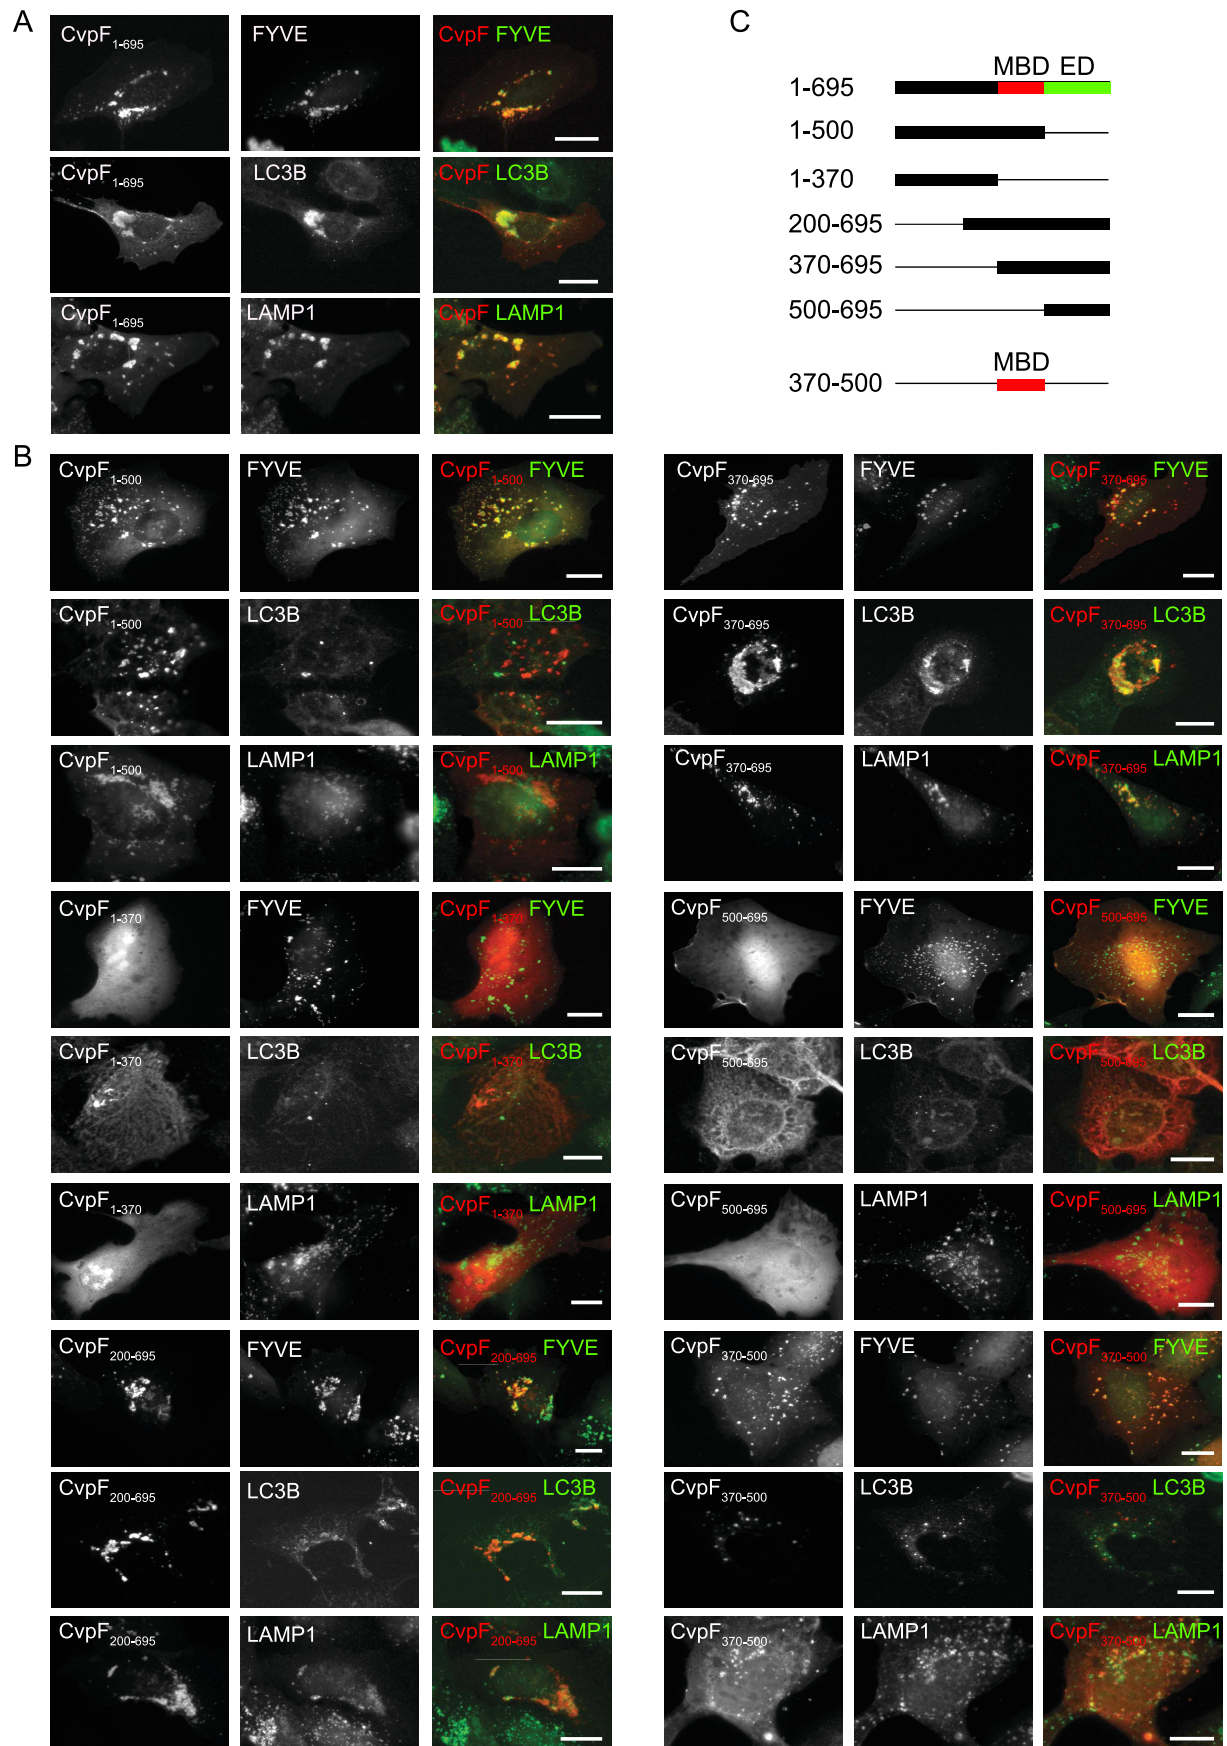 A
CvpF1-695 FYVE CvpF FYVE
CvpF1-695 LC3B CvpF LC3B
CvpF1-695 LAMP1 CvpF LAMP1
C
MBD ED
1-695
1-500
1-370
200-695
370-695
500-695
MBD
370-500
B
CvpF1-500 FYVE CvpF1-500 FYVE
CvpF1-500 LC3B CvpF1-500 LC3B
CvpF1-500 LAMP1 CvpF1-500 LAMP1
CvpF1-370 FYVE CvpF1-370 FYVE
CvpF1-370 LC3B CvpF1-370 LC3B
CvpF1-370 LAMP1 CvpF1-370 LAMP1
CvpF200-695 FYVE CvpF200-695 FYVE
CvpF200-695 LC3B CvpF200-695 LC3B
CvpF200-695 LAMP1 CvpF200-695 LAMP1
CvpF370-695 FYVE CvpF370-695 FYVE
CvpF370-695 LC3B CvpF370-695 LC3B
CvpF370-695 LAMP1 CvpF370-695 LAMP1
CvpF500-695 FYVE CvpF500-695 FYVE
CvpF500-695 LC3B CvpF500-695 LC3B
CvpF500-695 LAMP1 CvpF500-695 LAMP1
CvpF370-500 FYVE CvpF370-500 FYVE
CvpF370-500 LC3B CvpF370-500 LC3B
CvpF370-500 LAMP1 CvpF370-500 LAMP1